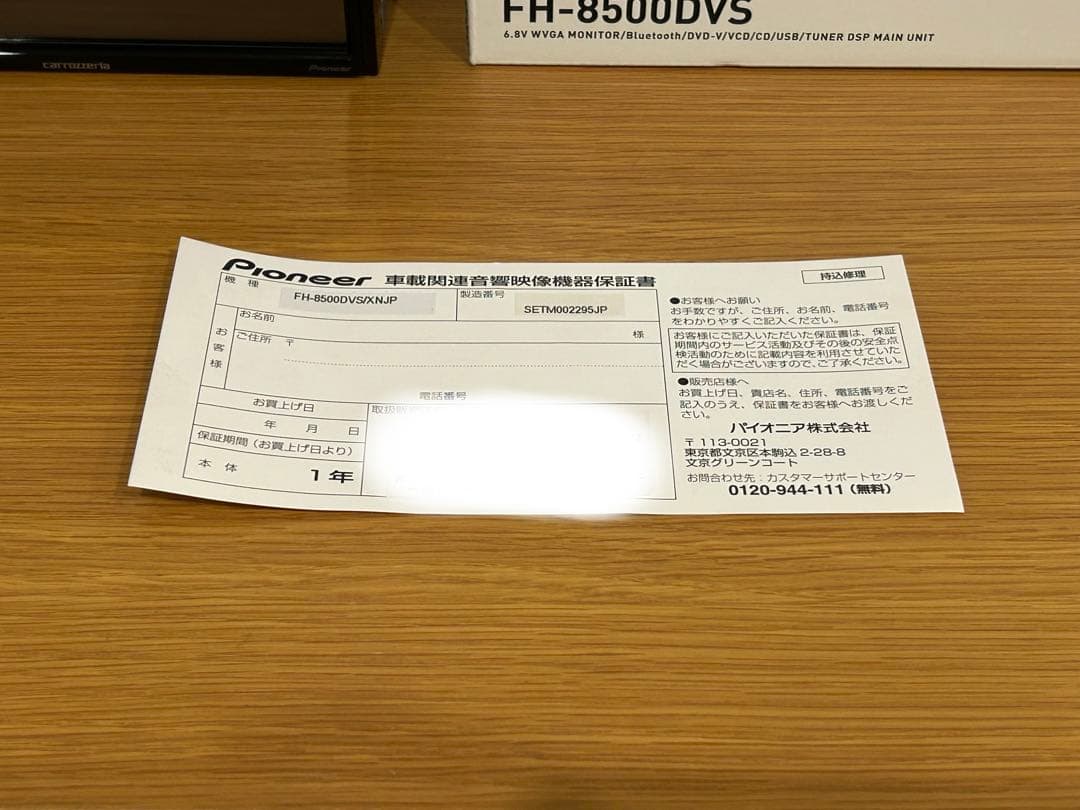 carrozzeria
Pioneer
FH-8500DVS
6.8V WVGA MONITOR/Bluetooth/DVD-V/VCD/CD/USB/TUNER DSP MAIN UNIT
Pioneer 車載関連音響映像機器保証書
持込修理
機種
FH-8500DVS/XNJP
製造番号
SETM002295JP
お客様
お名前
様
ご住所 〒
電話番号
お買上げ日
年 月 日
保証期間(お買上げ日より)
本体 1年
取扱販
●お客様へお願い
お手数ですが、ご住所、お名前、電話番号
をわかりやすくご記入ください。
お客様にご記入いただいた保証書は、保証
期間内のサービス活動及びその後の安全点
検活動のために記載内容を利用させていた
だく場合がございますので、ご了承ください。
●販売店様へ
お買上げ日、貴店名、住所、電話番号をご
記入のうえ、保証書をお客様へお渡しくだ
さい。
パイオニア株式会社
〒113-0021
東京都文京区本駒込 2-28-8
文京グリーンコート
お問合わせ先:カスタマーサポートセンター
0120-944-111(無料)